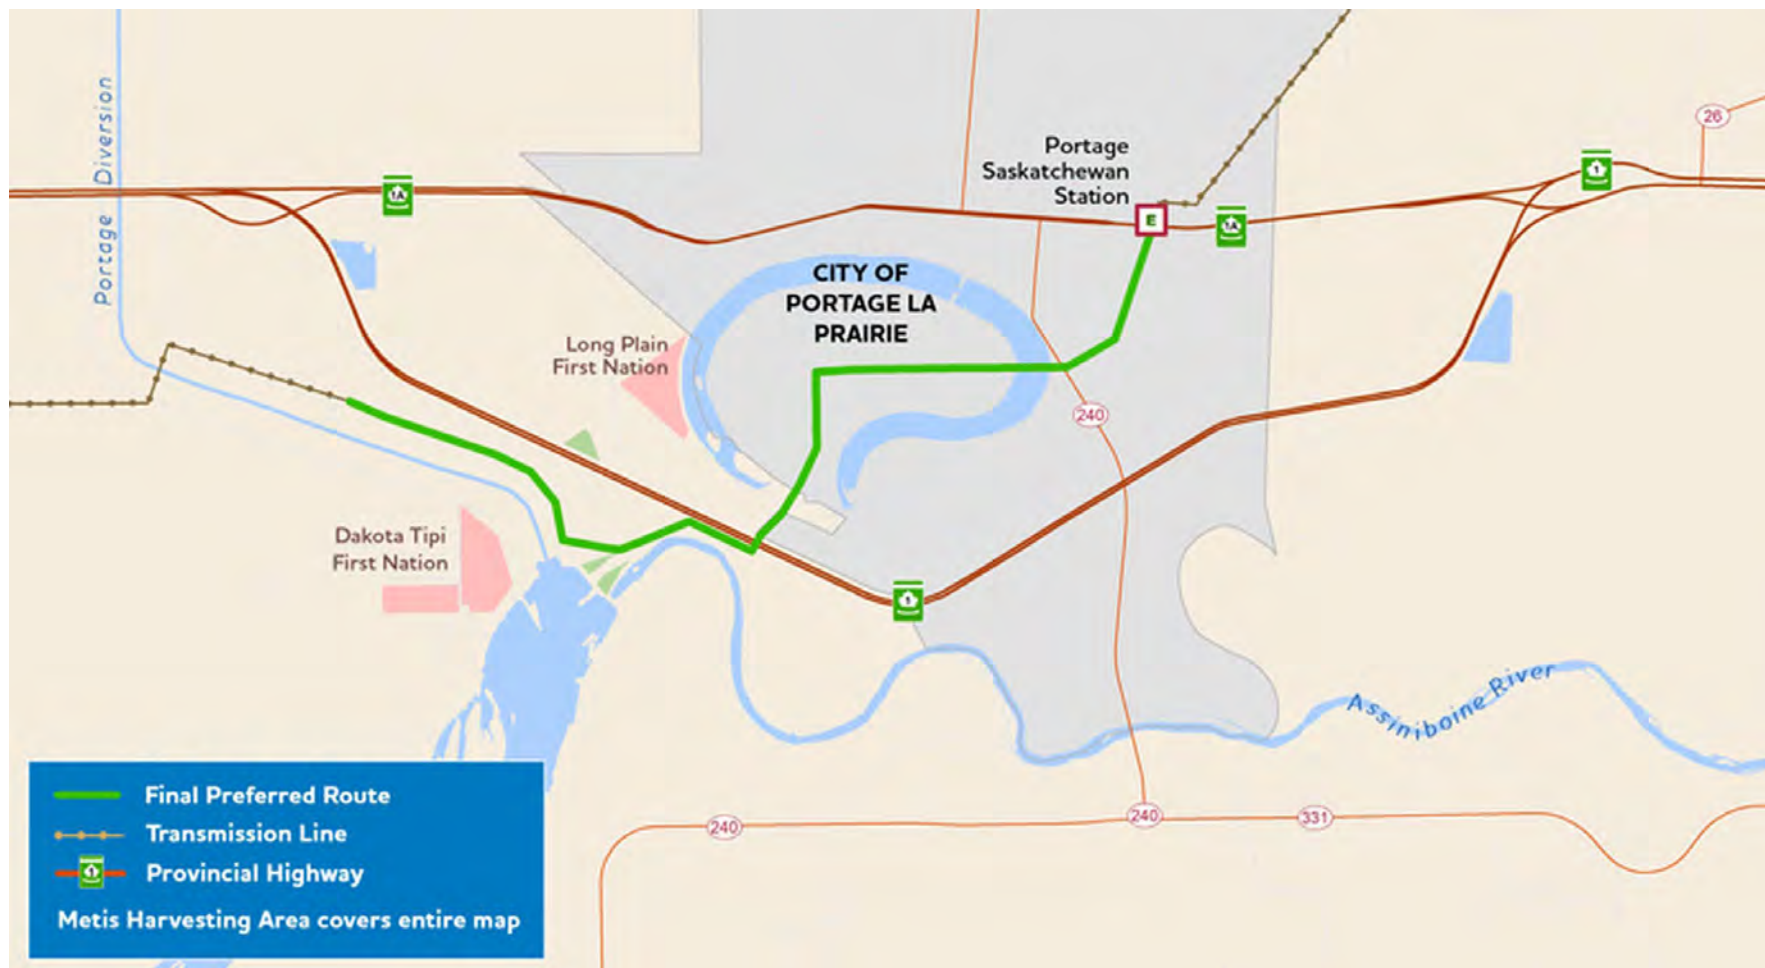 Portage Diversion
1A
Portage
Saskatchewan
Station
E
1A
1
26
CITY OF
PORTAGE LA
PRAIRIE
Long Plain
First Nation
240
Dakota Tipi
First Nation
1
Assiniboine River
240
240
331
Final Preferred Route
Transmission Line
1
Provincial Highway
Metis Harvesting Area covers entire map